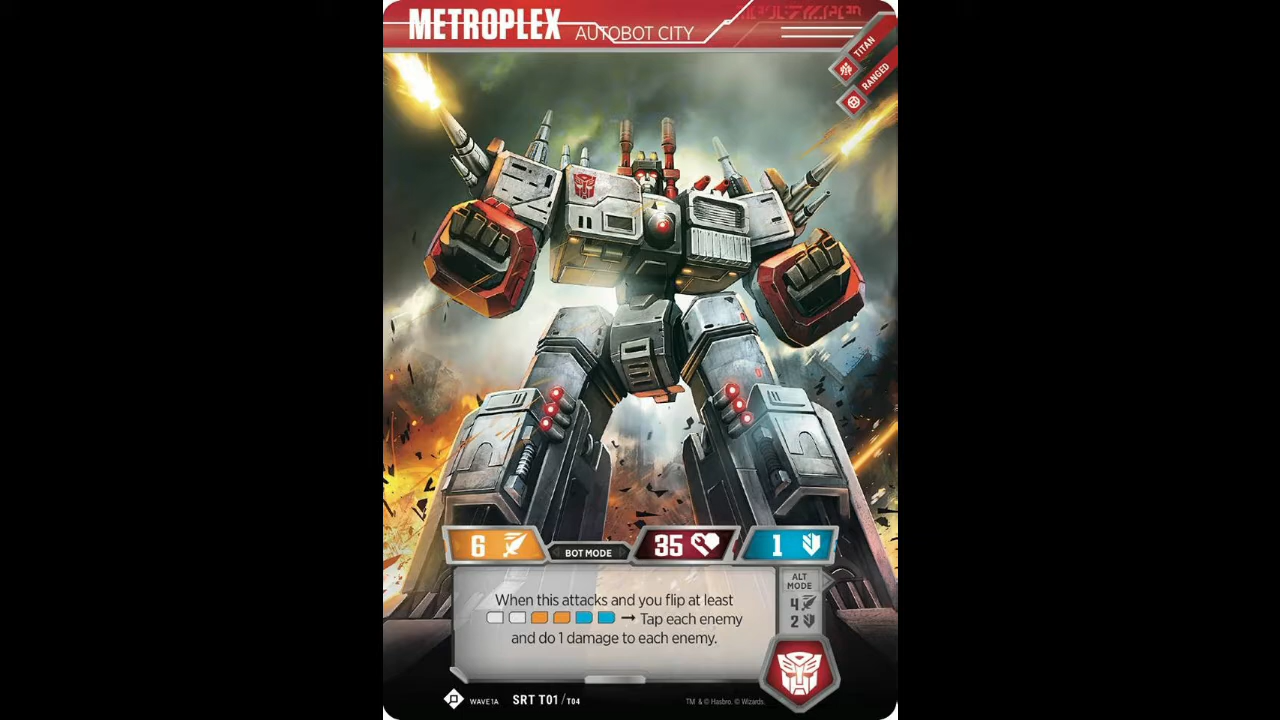 METROPLEX AUTOBOT CITY
TITAN
RANGED
6 BOT MODE 35 1
When this attacks and you flip at least
→ Tap each enemy
and do 1 damage to each enemy.
ALT
MODE
4
2
WAVE 1A SRT T01/T04 TM & © Hasbro. © Wizards.